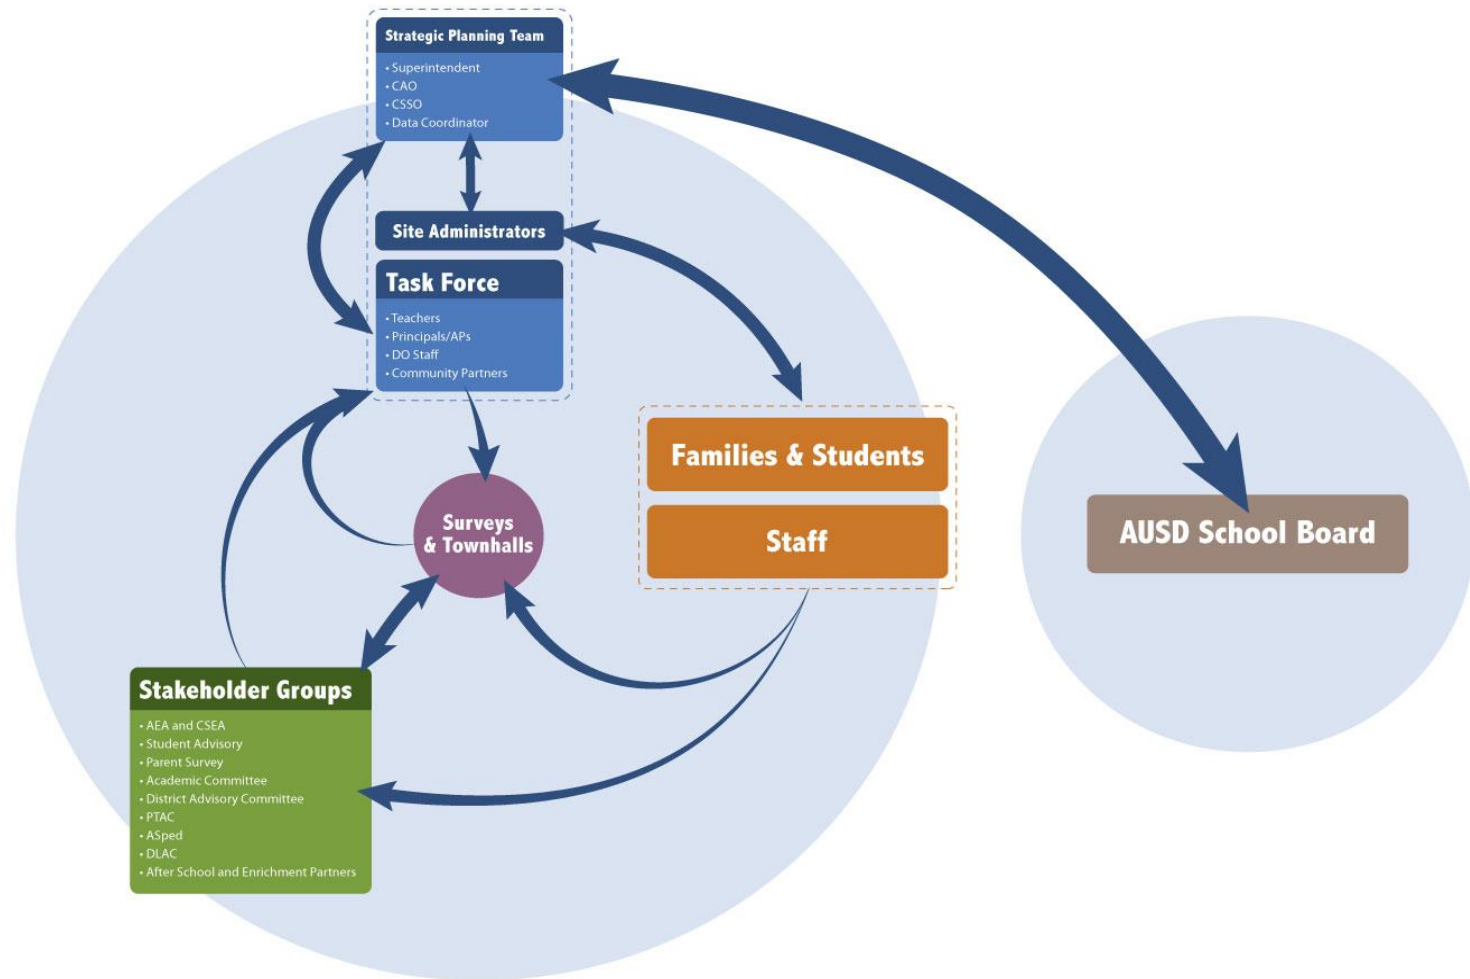 Strategic Planning Team
• Superintendent
• CAO
• CSSO
• Data Coordinator
Site Administrators
Task Force
• Teachers
• Principals/APs
• DO Staff
• Community Partners
Families & Students
Staff
AUSD School Board
Surveys
& Townhalls
Stakeholder Groups
• AEA and CSEA
• Student Advisory
• Parent Survey
• Academic Committee
• District Advisory Committee
• PTAC
• ASped
• DLAC
• After School and Enrichment Partners